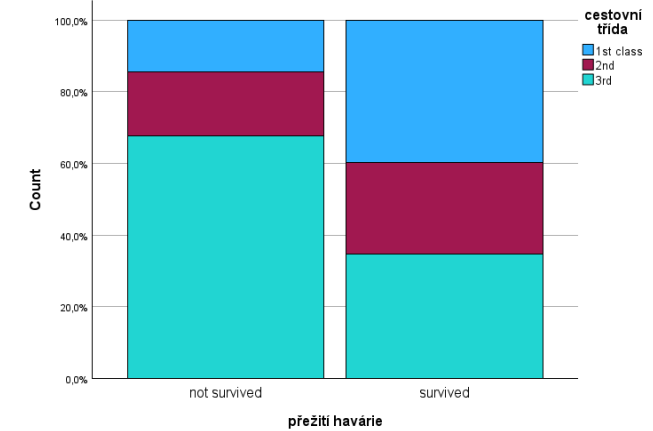 cestovní
třída
1st class
2nd
3rd
100,0%
80,0%
60,0%
40,0%
20,0%
0,0%
Count
not survived
survived
přežití havárie